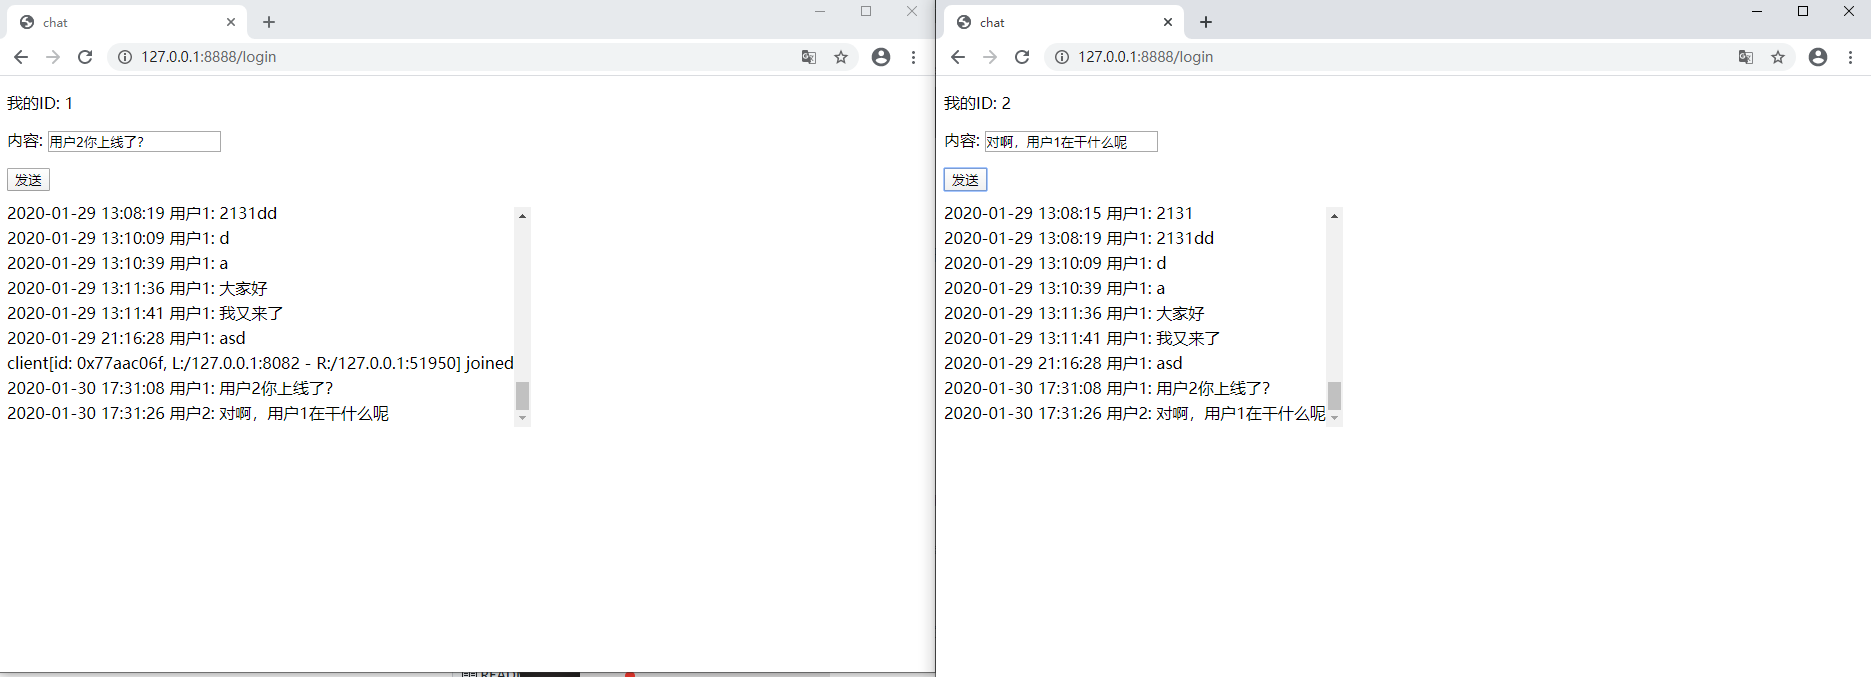 chat
127.0.0.1:8888/login
我的ID: 1
内容: 用户2你上线了?
发送
2020-01-29 13:08:19 用户1: 2131dd
2020-01-29 13:10:09 用户1: d
2020-01-29 13:10:39 用户1: a
2020-01-29 13:11:36 用户1: 大家好
2020-01-29 13:11:41 用户1: 我又来了
2020-01-29 21:16:28 用户1: asd
client[id: 0x77aac06f, L:/127.0.0.1:8082 - R:/127.0.0.1:51950] joined
2020-01-30 17:31:08 用户1: 用户2你上线了?
2020-01-30 17:31:26 用户2: 对啊，用户1在干什么呢
chat
127.0.0.1:8888/login
我的ID: 2
内容: 对啊，用户1在干什么呢
发送
2020-01-29 13:08:15 用户1: 2131
2020-01-29 13:08:19 用户1: 2131dd
2020-01-29 13:10:09 用户1: d
2020-01-29 13:10:39 用户1: a
2020-01-29 13:11:36 用户1: 大家好
2020-01-29 13:11:41 用户1: 我又来了
2020-01-29 21:16:28 用户1: asd
2020-01-30 17:31:08 用户1: 用户2你上线了?
2020-01-30 17:31:26 用户2: 对啊，用户1在干什么呢